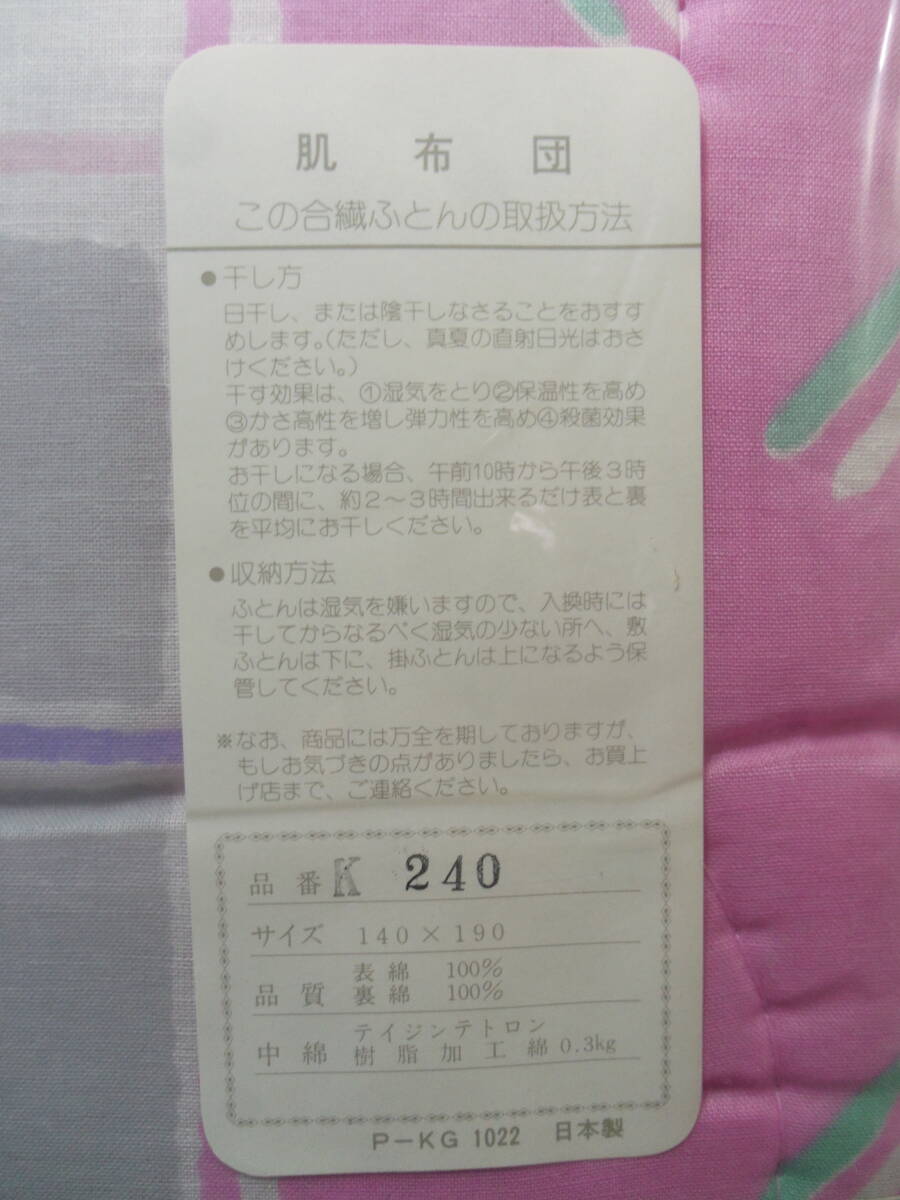 肌布団
この合繊ふとんの取扱方法
●干し方
日干し、または陰干しなさることをおすす
めします。(ただし、真夏の直射日光はおさ
けください。)
干す効果は、①湿気をとり②保温性を高め
③かさ高性を増し弾力性を高め④殺菌効果
があります。
お干しになる場合、午前10時から午後3時
位の間に、約2〜3時間出来るだけ表と裏
を平均にお干しください。
●収納方法
ふとんは湿気を嫌いますので、入換時には
干してからなるべく湿気の少ない所へ、敷
ふとんは下に、掛ふとんは上になるよう保
管してください。
※なお、商品には万全を期しておりますが、
もしお気づきの点がありましたら、お買上
げ店まで、ご連絡ください。
品番 K 240
サイズ 140×190
品質 表綿 100%
裏綿 100%
中綿 テイジンテトロン
樹脂加工綿 0.3kg
P-KG 1022 日本製